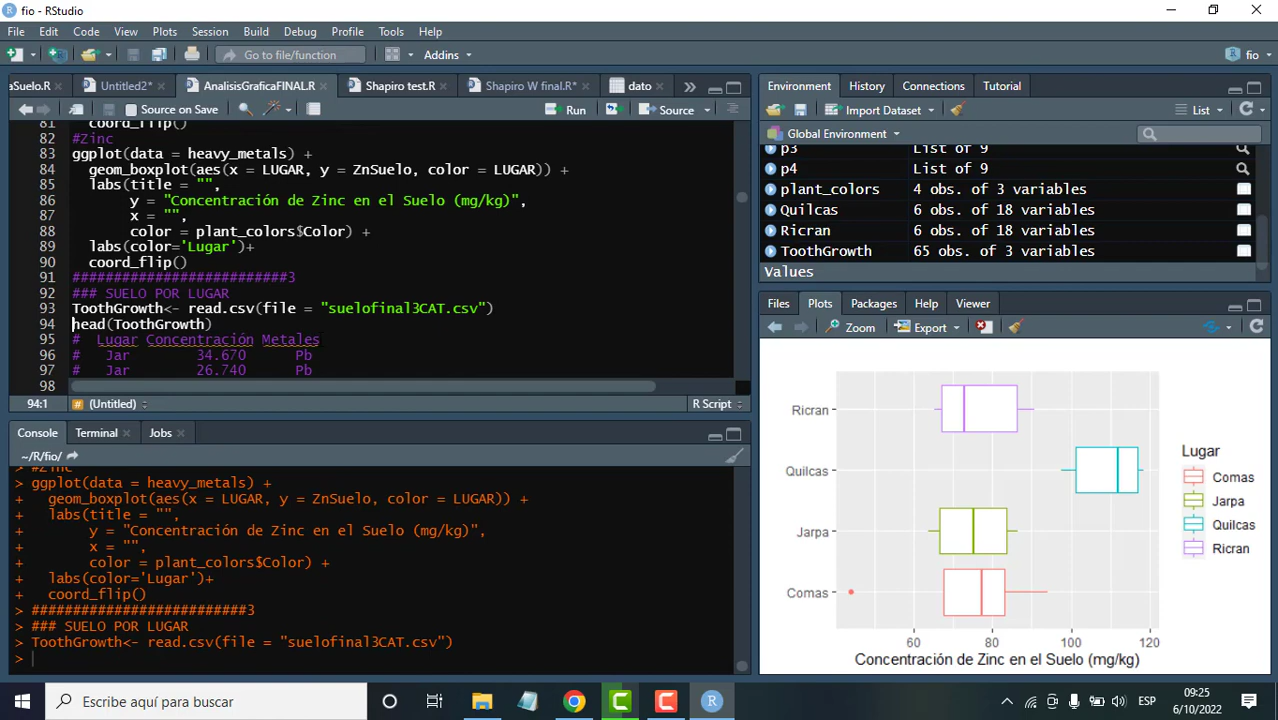 fio - RStudio
File Edit Code View Plots Session Build Debug Profile Tools Help
Go to file/function Addins fio
aSuelo.R Untitled2* AnalisisGraficaFINAL.R Shapiro test.R Shapiro W final.R* dato
Source on Save Run Source
81 coord_flip()
82 #Zinc
83 ggplot(data = heavy_metals) +
84 geom_boxplot(aes(x = LUGAR, y = ZnSuelo, color = LUGAR)) +
85 labs(title = "",
86 y = "Concentración de Zinc en el Suelo (mg/kg)",
87 x = "",
88 color = plant_colors$Color) +
89 labs(color='Lugar')+
90 coord_flip()
91 ##########################3
92 ### SUELO POR LUGAR
93 ToothGrowth<- read.csv(file = "suelofinal3CAT.csv")
94 head(ToothGrowth)
95 # Lugar Concentración Metales
96 # Jar 34.670 Pb
97 # Jar 26.740 Pb
98
94:1 # (Untitled) R Script
Console Terminal Jobs
~/R/fio/
> #Zinc
> ggplot(data = heavy_metals) +
+ geom_boxplot(aes(x = LUGAR, y = ZnSuelo, color = LUGAR)) +
+ labs(title = "",
+ y = "Concentración de Zinc en el Suelo (mg/kg)",
+ x = "",
+ color = plant_colors$Color) +
+ labs(color='Lugar')+
+ coord_flip()
> ##########################3
> ### SUELO POR LUGAR
> ToothGrowth<- read.csv(file = "suelofinal3CAT.csv")
>
Environment History Connections Tutorial
Import Dataset List
Global Environment
p3 List of 9
p4 List of 9
plant_colors 4 obs. of 3 variables
Quilcas 6 obs. of 18 variables
Ricran 6 obs. of 18 variables
ToothGrowth 65 obs. of 3 variables
Values
Files Plots Packages Help Viewer
Zoom Export
Ricran
Quilcas
Jarpa
Comas
60 80 100 120
Concentración de Zinc en el Suelo (mg/kg)
Lugar
Comas
Jarpa
Quilcas
Ricran
Escribe aquí para buscar
ESP
09:25
6/10/2022